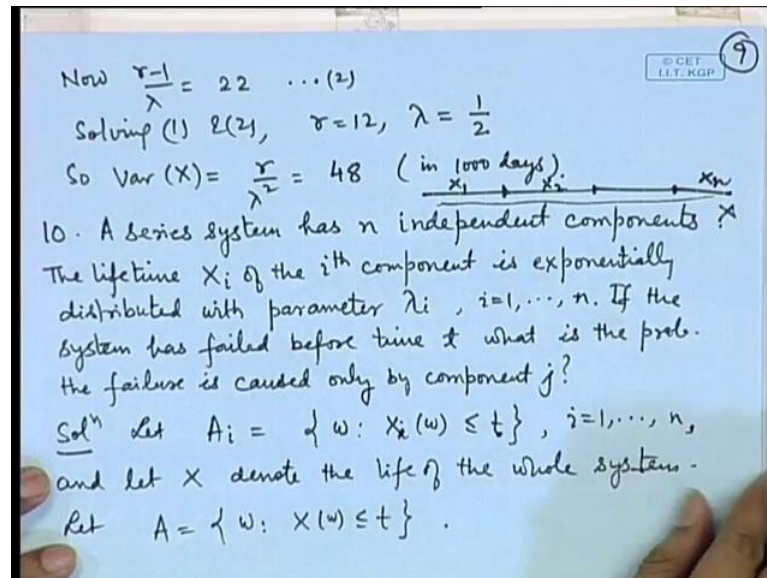 9
© CET
I.I.T. KGP
Now (r-1)/λ = 22 ...(2)
Solving (1) & (2), r = 12, λ = 1/2
So Var (X) = r/λ² = 48 (in 1000 days).
X1 X2 Xn
X
10. A series system has n independent components.
The lifetime Xi of the ith component is exponentially
distributed with parameter λi, i=1, ..., n. If the
system has failed before time t what is the prob.
the failure is caused only by component j?
Solⁿ Let Ai = { ω: Xi(ω) ≤ t }, i=1, ..., n,
and let X denote the life of the whole system.
Let A = { ω: X(ω) ≤ t }.